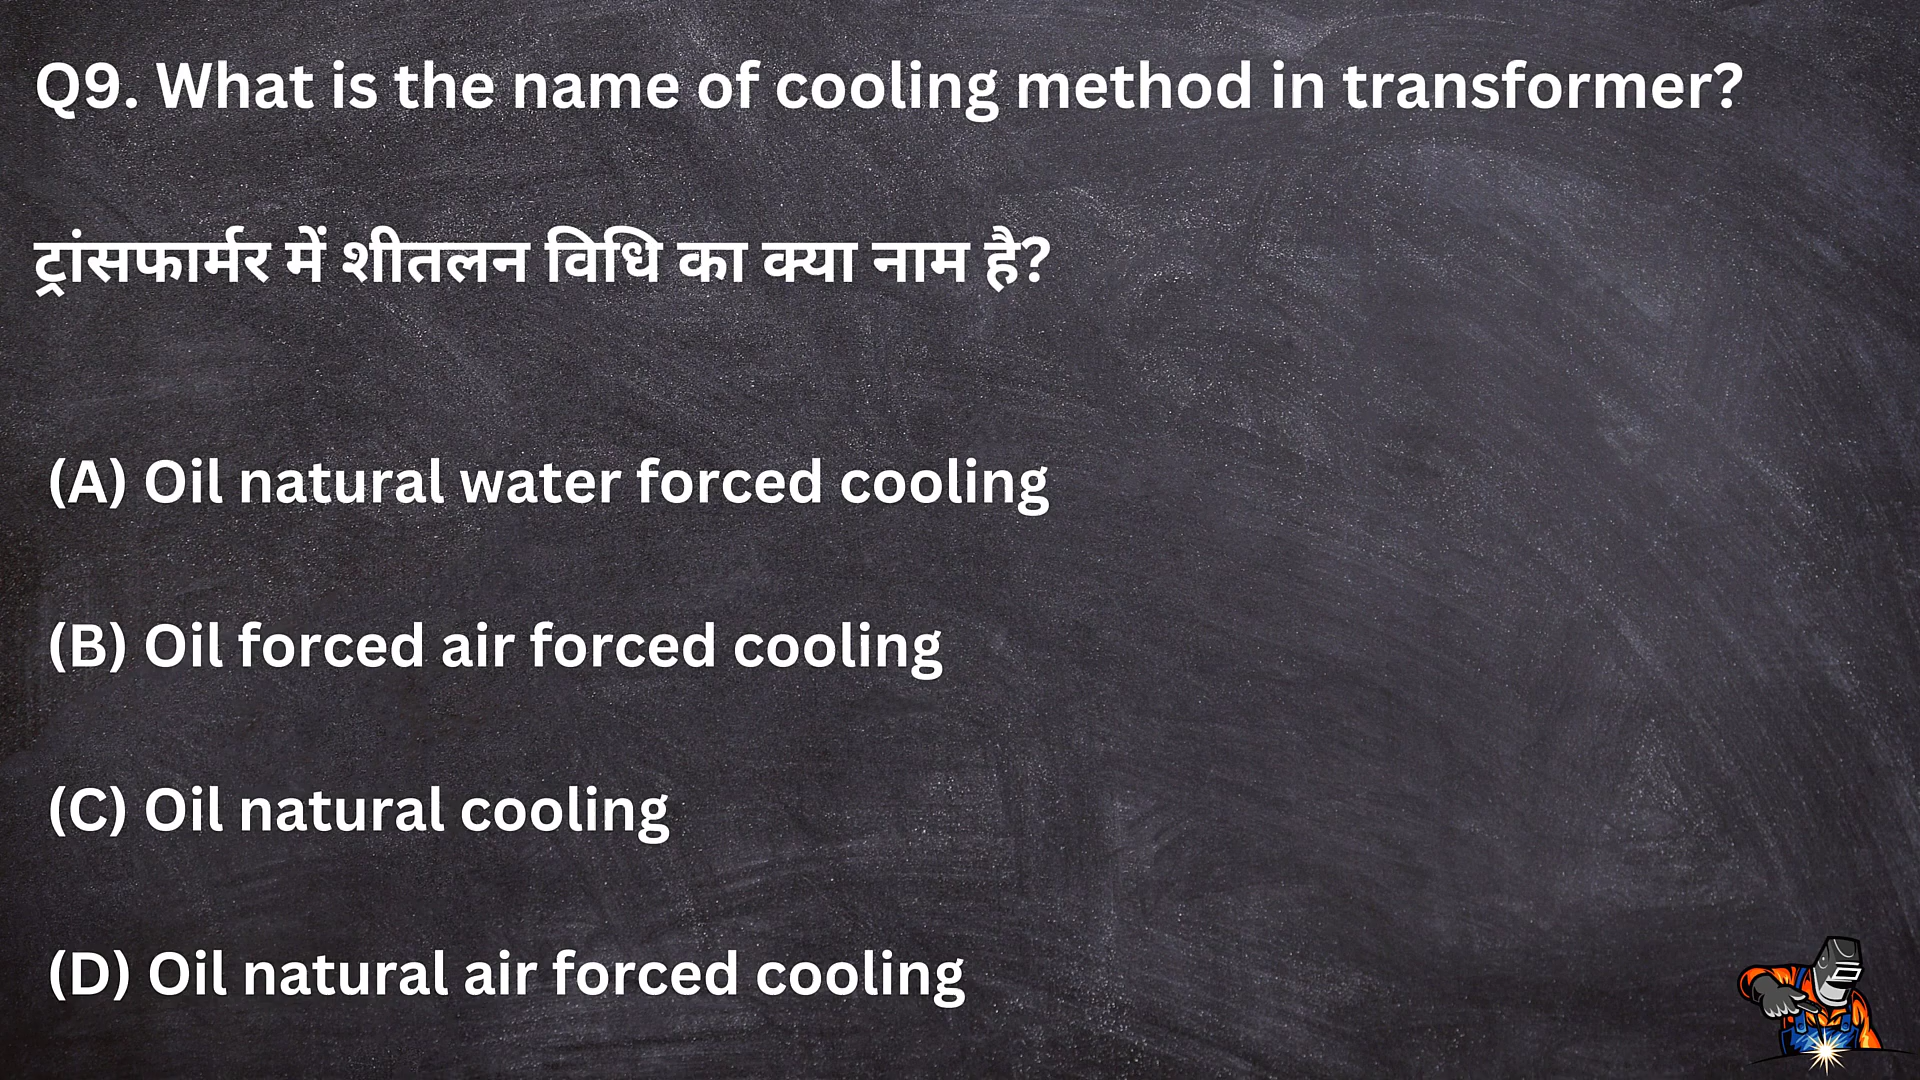 Q9. What is the name of cooling method in transformer?
ट्रांसफार्मर में शीतलन विधि का क्या नाम है?
(A) Oil natural water forced cooling
(B) Oil forced air forced cooling
(C) Oil natural cooling
(D) Oil natural air forced cooling